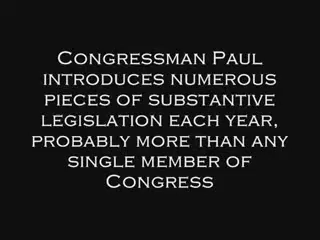 Congressman Paul
introduces numerous
pieces of substantive
legislation each year,
probably more than any
single member of
Congress